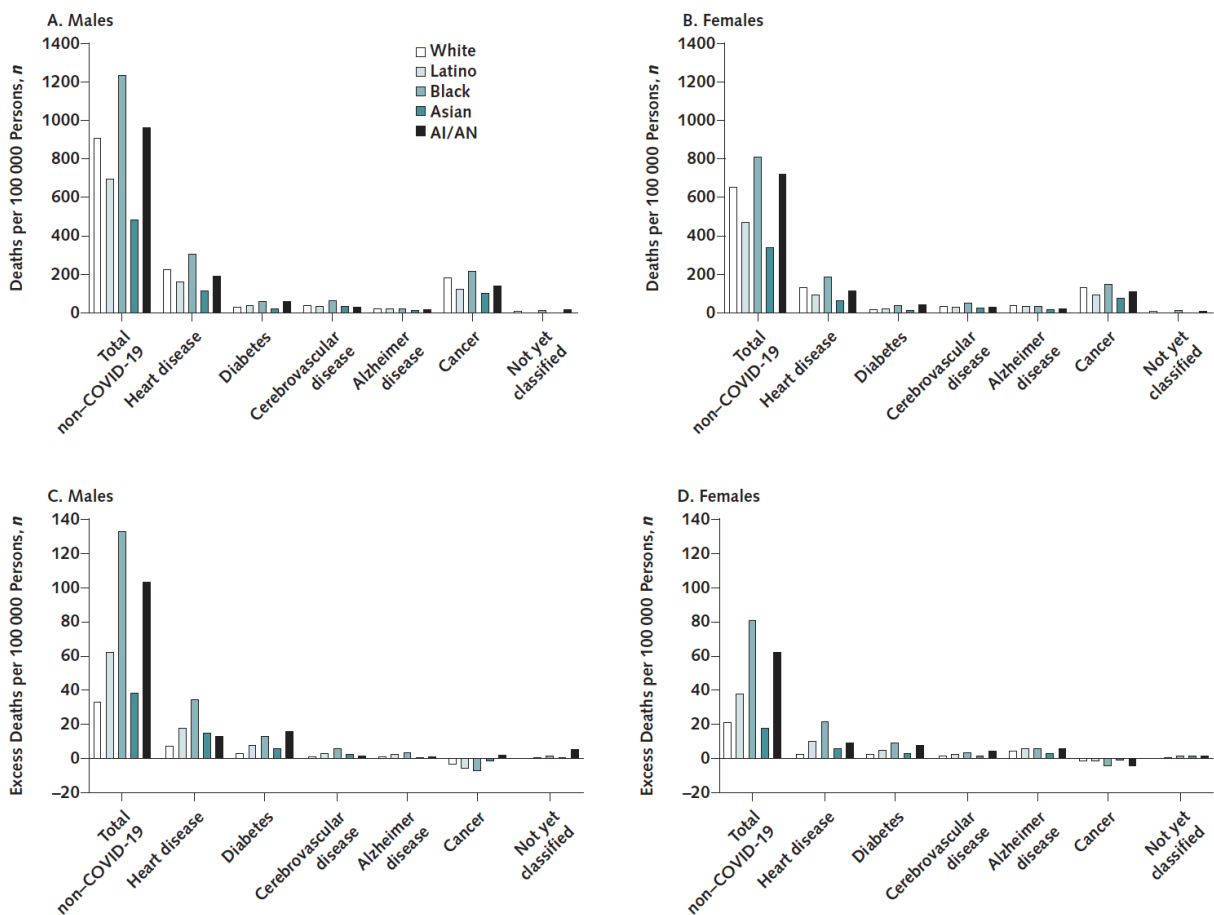 A. Males
Deaths per 100 000 Persons, n
1400
1200
1000
800
600
400
200
0
White
Latino
Black
Asian
AI/AN
Total
non–COVID-19
Heart disease
Diabetes
Cerebrovascular
disease
Alzheimer
disease
Cancer
Not yet
classified
B. Females
Deaths per 100 000 Persons, n
1400
1200
1000
800
600
400
200
0
Total
non–COVID-19
Heart disease
Diabetes
Cerebrovascular
disease
Alzheimer
disease
Cancer
Not yet
classified
C. Males
Excess Deaths per 100 000 Persons, n
140
120
100
80
60
40
20
0
–20
Total
non–COVID-19
Heart disease
Diabetes
Cerebrovascular
disease
Alzheimer
disease
Cancer
Not yet
classified
D. Females
Excess Deaths per 100 000 Persons, n
140
120
100
80
60
40
20
0
–20
Total
non–COVID-19
Heart disease
Diabetes
Cerebrovascular
disease
Alzheimer
disease
Cancer
Not yet
classified